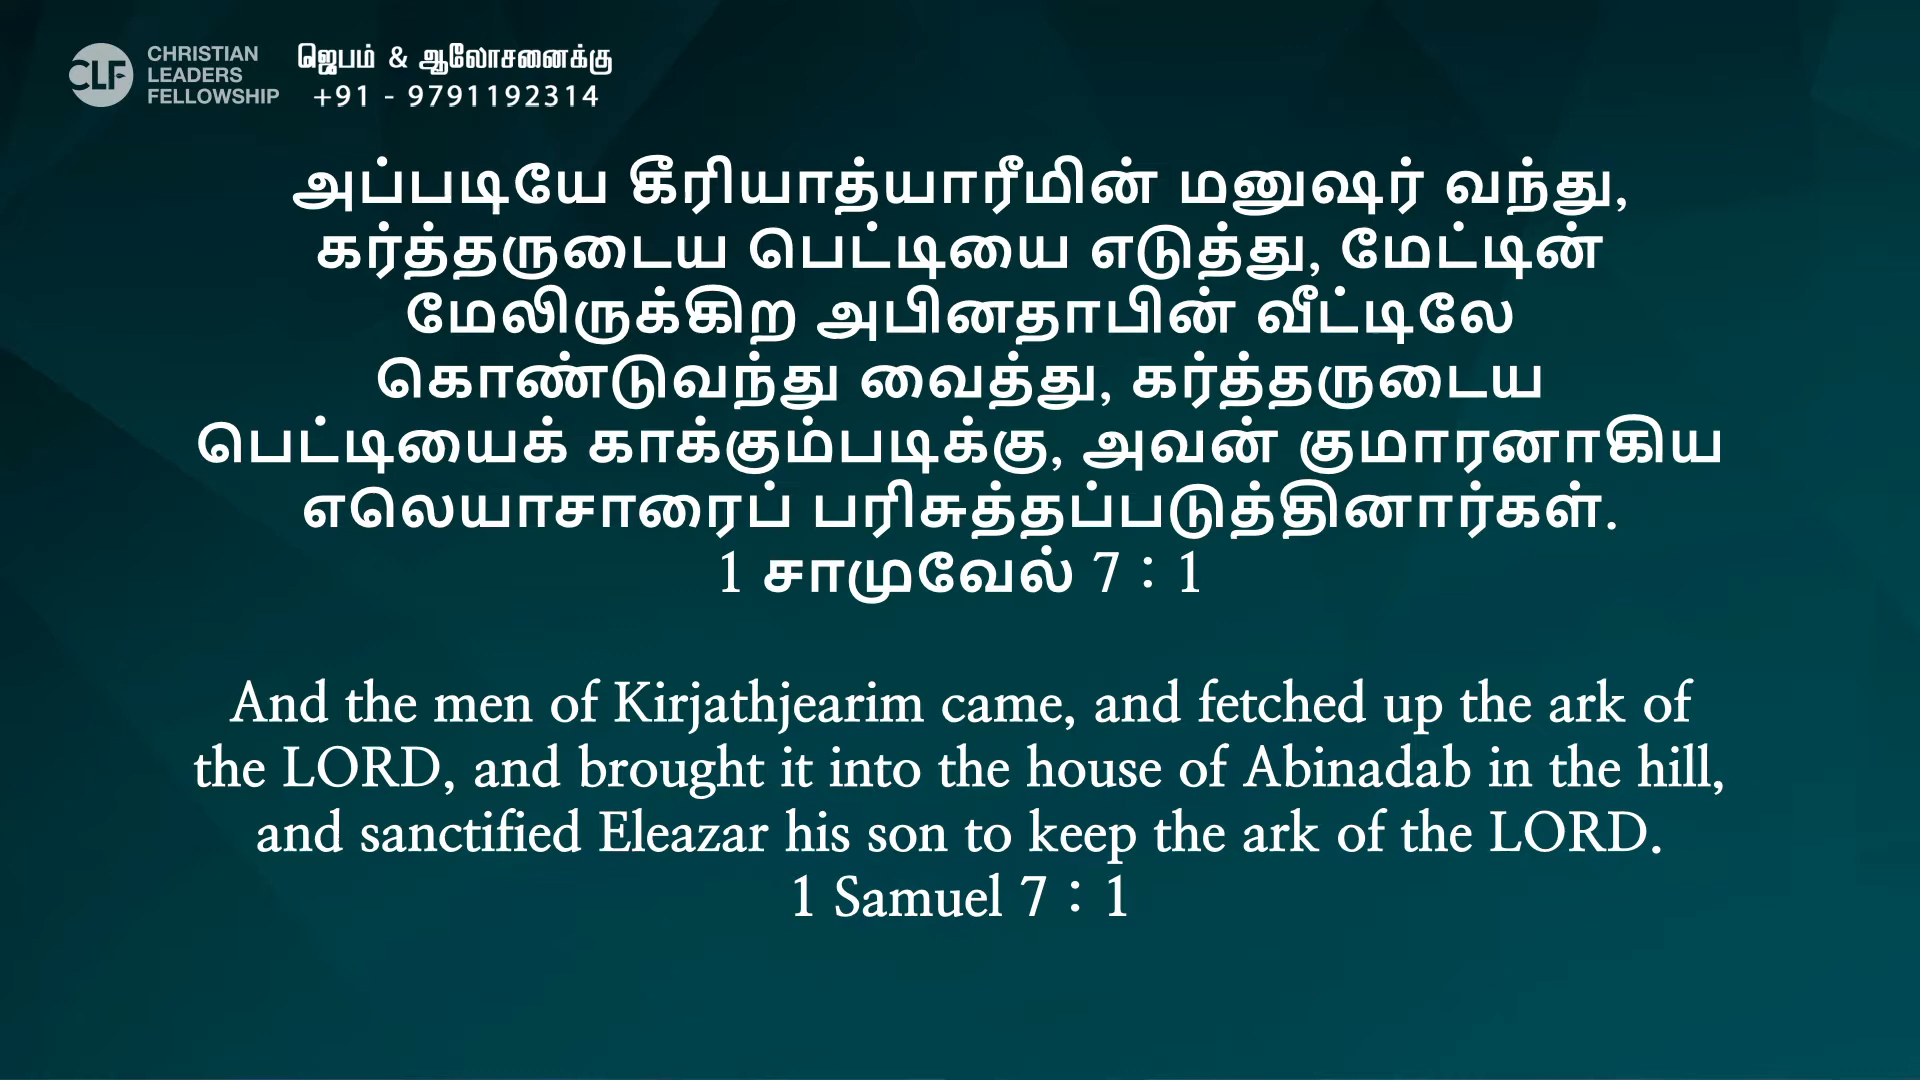 CLF
CHRISTIAN
LEADERS
FELLOWSHIP
ஜெபம் & ஆலோசனைக்கு
+91 - 9791192314
அப்படியே கீரியாத்யாரீமின் மனுஷர் வந்து,
கர்த்தருடைய பெட்டியை எடுத்து, மேட்டின்
மேலிருக்கிற அபினதாபின் வீட்டிலே
கொண்டுவந்து வைத்து, கர்த்தருடைய
பெட்டியைக் காக்கும்படிக்கு, அவன் குமாரனாகிய
எலெயாசாரைப் பரிசுத்தப்படுத்தினார்கள்.
1 சாமுவேல் 7 : 1
And the men of Kirjathjearim came, and fetched up the ark of
the LORD, and brought it into the house of Abinadab in the hill,
and sanctified Eleazar his son to keep the ark of the LORD.
1 Samuel 7 : 1